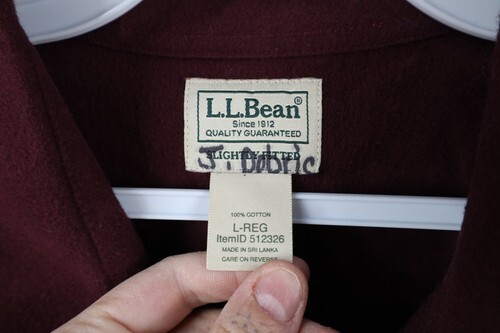 L.L.Bean®
Since 1912
QUALITY GUARANTEED
SLIGHTLY FITTED
J. Debric
100% COTTON
L-REG
ItemID 512326
MADE IN SRI LANKA
CARE ON REVERSE